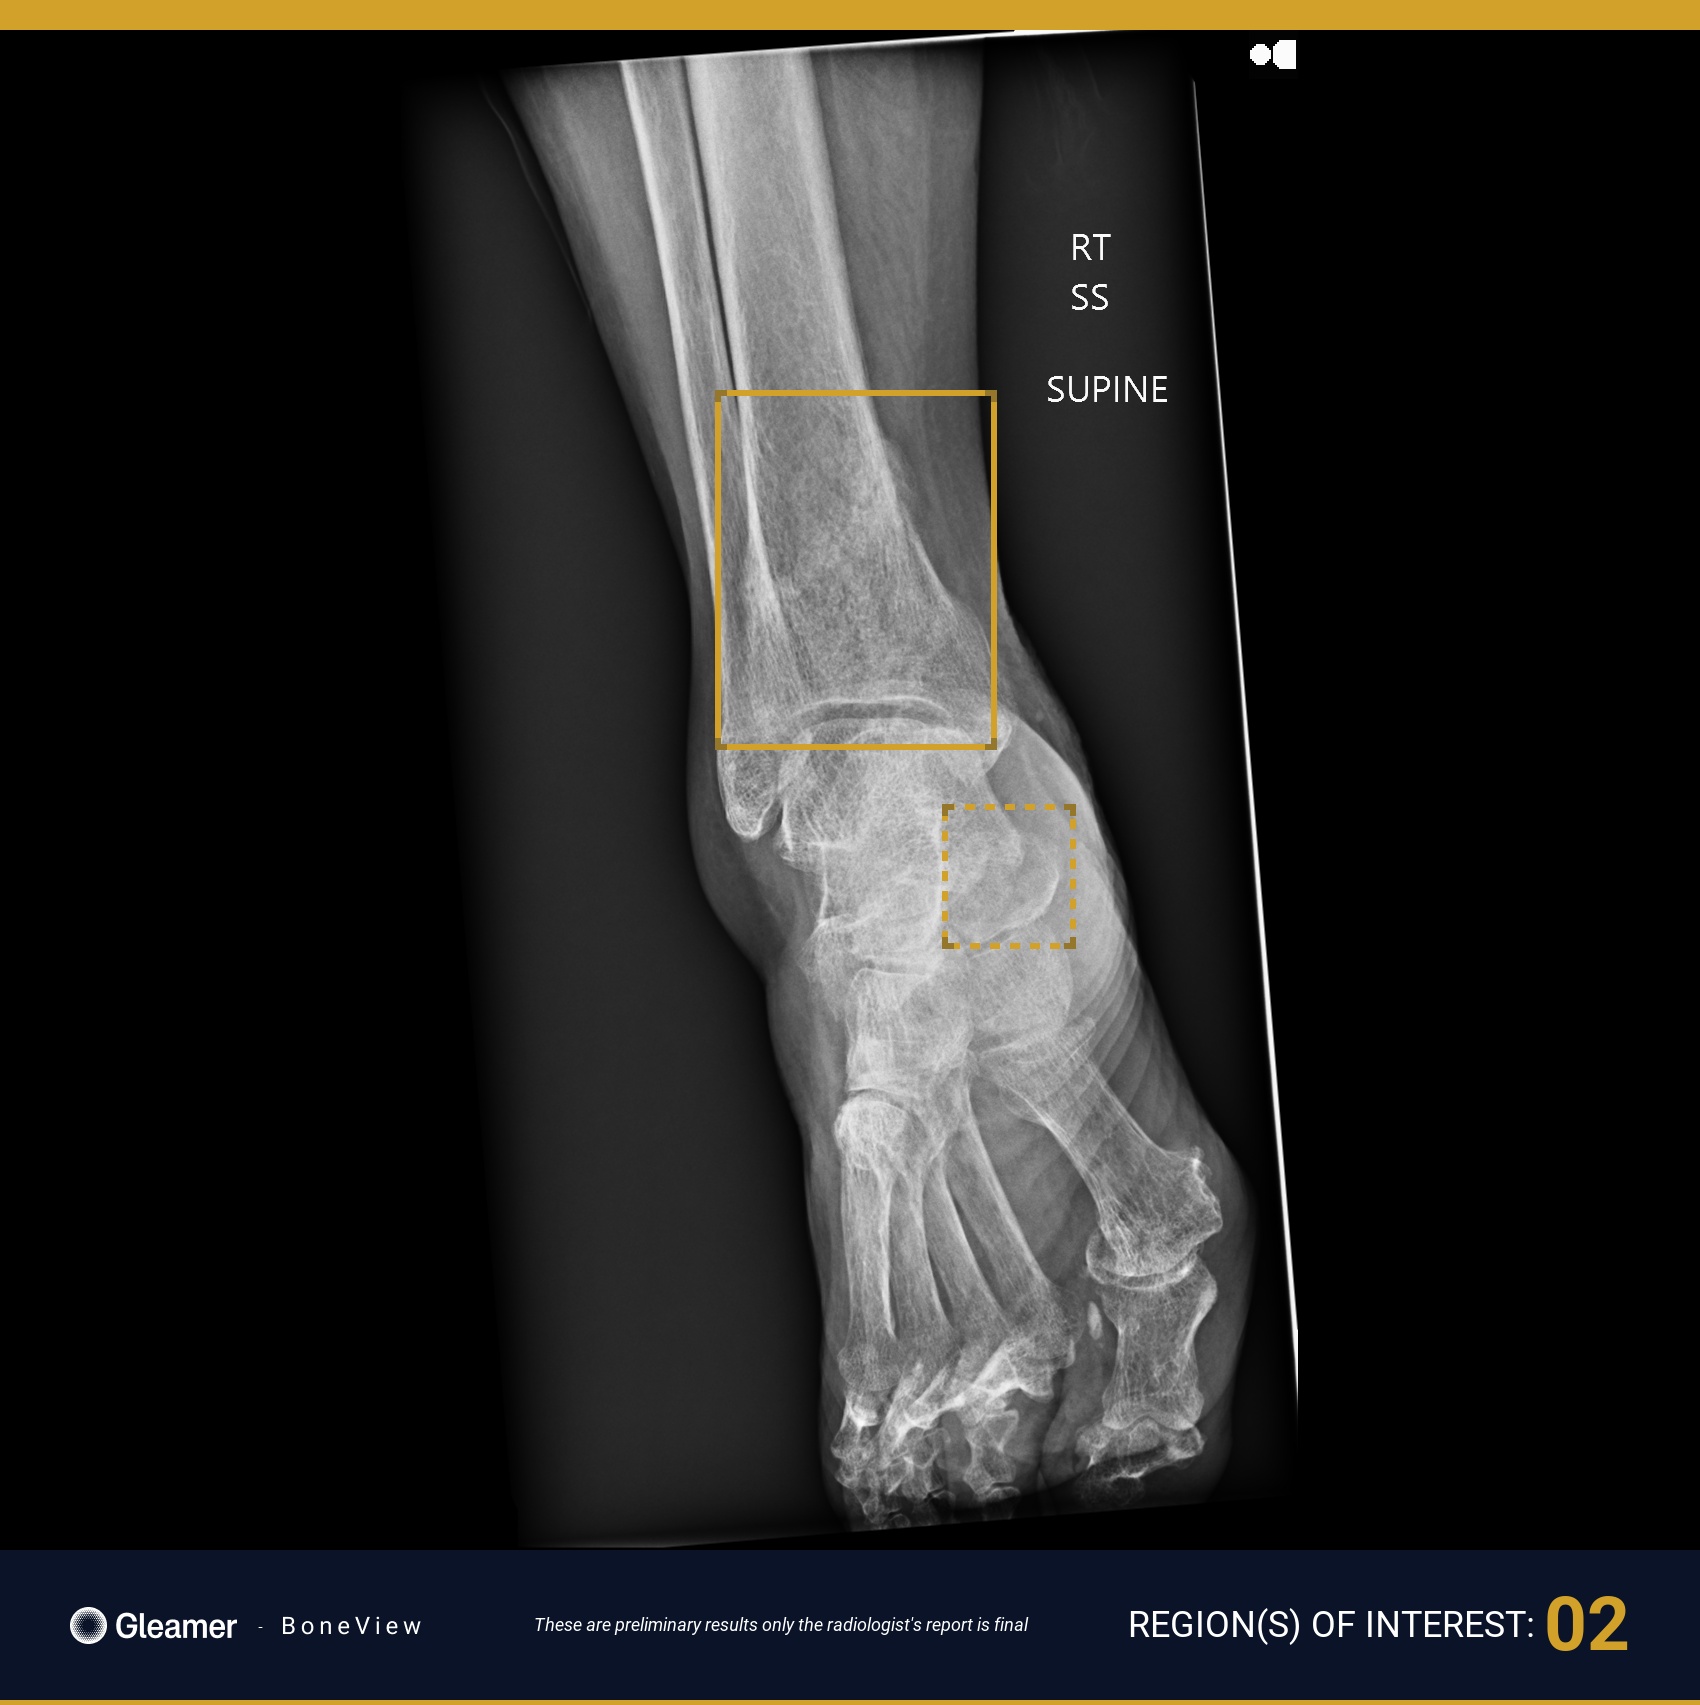 RT
SS
SUPINE
Gleamer - BoneView
These are preliminary results only the radiologist's report is final
REGION(S) OF INTEREST: 02